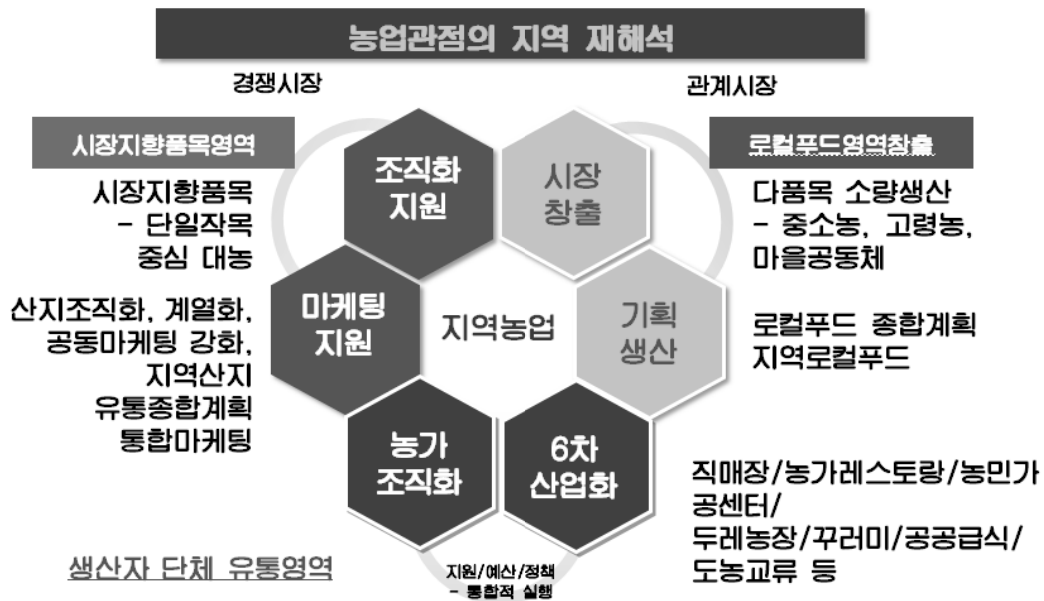 농업관점의 지역 재해석
경쟁시장
관계시장
시장지향품목영역
시장지향품목
- 단일작목
중심 대농
산지조직화, 계열화,
공동마케팅 강화,
지역산지
유통종합계획
통합마케팅
생산자 단체 유통영역
조직화
지원
시장
창출
마케팅
지원
지역농업
기획
생산
농가
조직화
6차
산업화
지원/예산/정책
- 통합적 실행
로컬푸드영역창출
다품목 소량생산
- 중소농, 고령농,
마을공동체
로컬푸드 종합계획
지역로컬푸드
직매장/농가레스토랑/농민가
공센터/
두레농장/꾸러미/공공급식/
도농교류 등